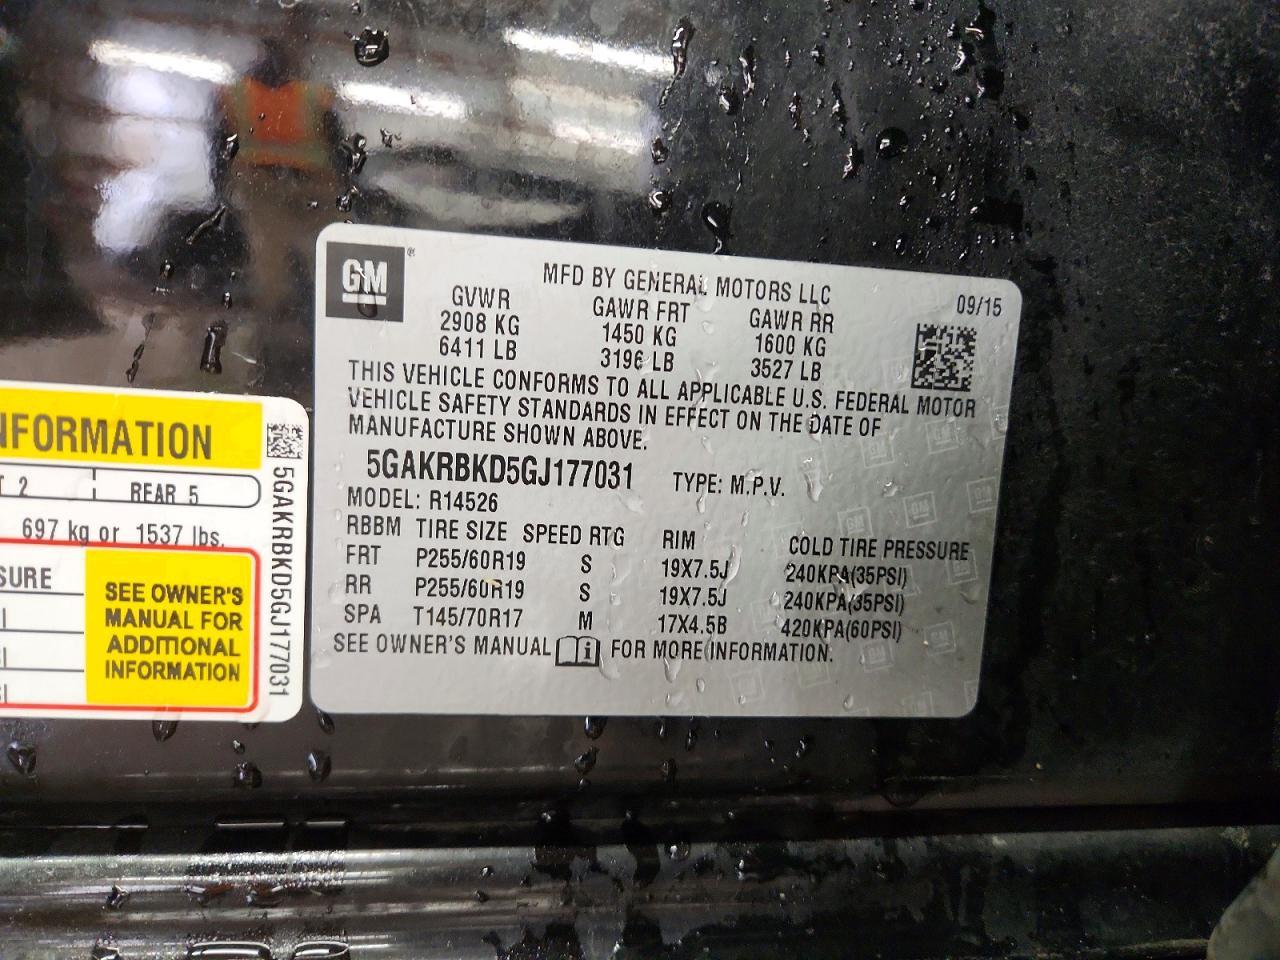 GM ®
MFD BY GENERAL MOTORS LLC
09/15
GVWR GAWR FRT GAWR RR
2908 KG 1450 KG 1600 KG
6411 LB 3196 LB 3527 LB
THIS VEHICLE CONFORMS TO ALL APPLICABLE U.S. FEDERAL MOTOR
VEHICLE SAFETY STANDARDS IN EFFECT ON THE DATE OF
MANUFACTURE SHOWN ABOVE.
5GAKRBKD5GJ177031 TYPE: M.P.V.
MODEL: R14526
RBBM TIRE SIZE SPEED RTG RIM COLD TIRE PRESSURE
FRT P255/60R19 S 19X7.5J 240KPA(35PSI)
RR P255/60R19 S 19X7.5J 240KPA(35PSI)
SPA T145/70R17 M 17X4.5B 420KPA(60PSI)
SEE OWNER'S MANUAL i FOR MORE INFORMATION.
NFORMATION
T 2 REAR 5
697 kg or 1537 lbs.
SURE
SEE OWNER'S
MANUAL FOR
ADDITIONAL
INFORMATION
5GAKRBKD5GJ177031